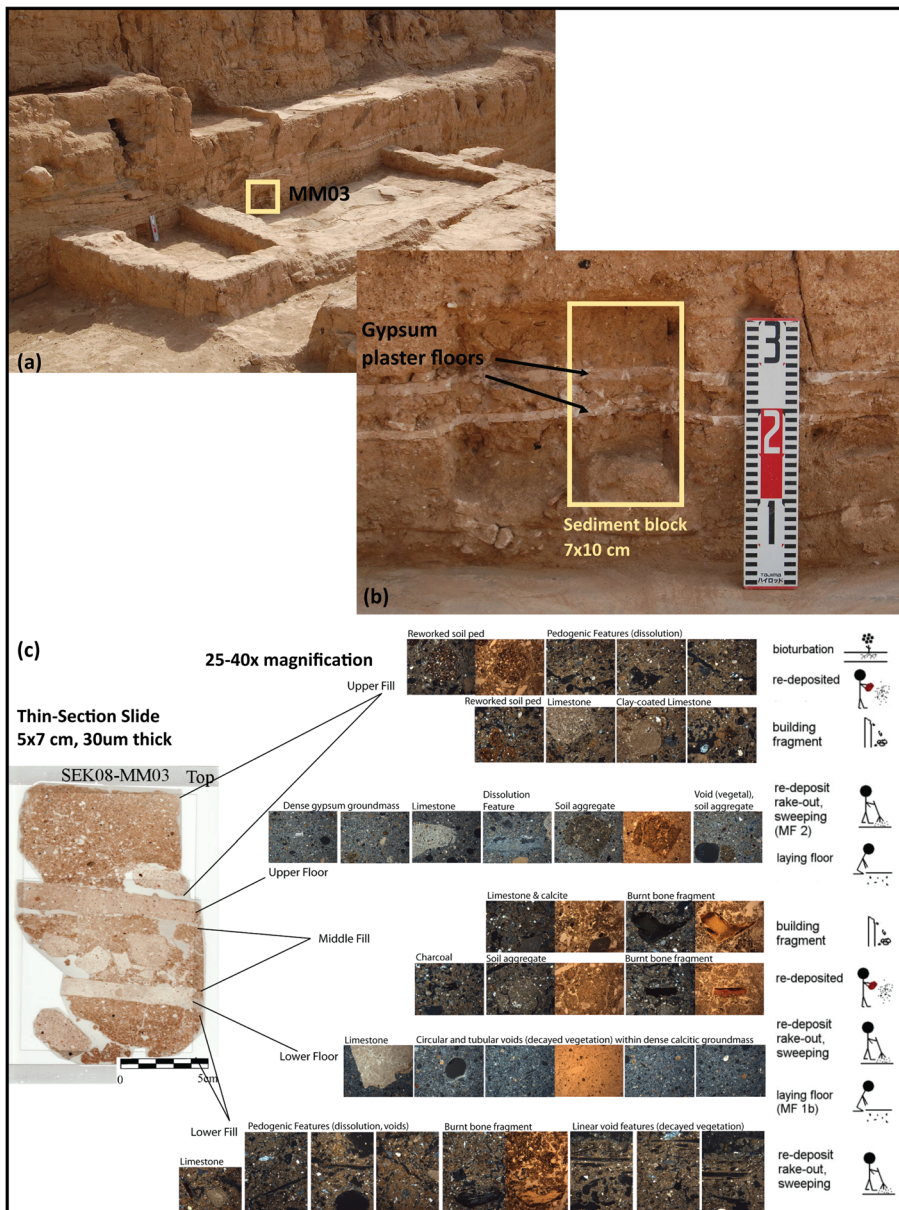 MM03
(a)
Gypsum
plaster floors
3
2
1
TAJIMA
ハイロッド
Sediment block
7x10 cm
(b)
(c)
25-40x magnification
Thin-Section Slide
5x7 cm, 30um thick
SEK08-MM03 Top
0 5cm
Upper Fill
Upper Floor
Middle Fill
Lower Floor
Lower Fill
Reworked soil ped
Pedogenic Features (dissolution)
bioturbation
re-deposited
Reworked soil ped
Limestone
Clay-coated Limestone
building
fragment
Dense gypsum groundmass
Limestone
Dissolution
Feature
Soil aggregate
Void (vegetal),
soil aggregate
re-deposit
rake-out,
sweeping
(MF 2)
laying floor
Limestone & calcite
Burnt bone fragment
building
fragment
Charcoal
Soil aggregate
Burnt bone fragment
re-deposited
re-deposit
rake-out,
sweeping
Limestone
Circular and tubular voids (decayed vegetation) within dense calcitic groundmass
laying floor
(MF 1b)
Limestone
Pedogenic Features (dissolution, voids)
Burnt bone fragment
Linear void features (decayed vegetation)
re-deposit
rake-out,
sweeping